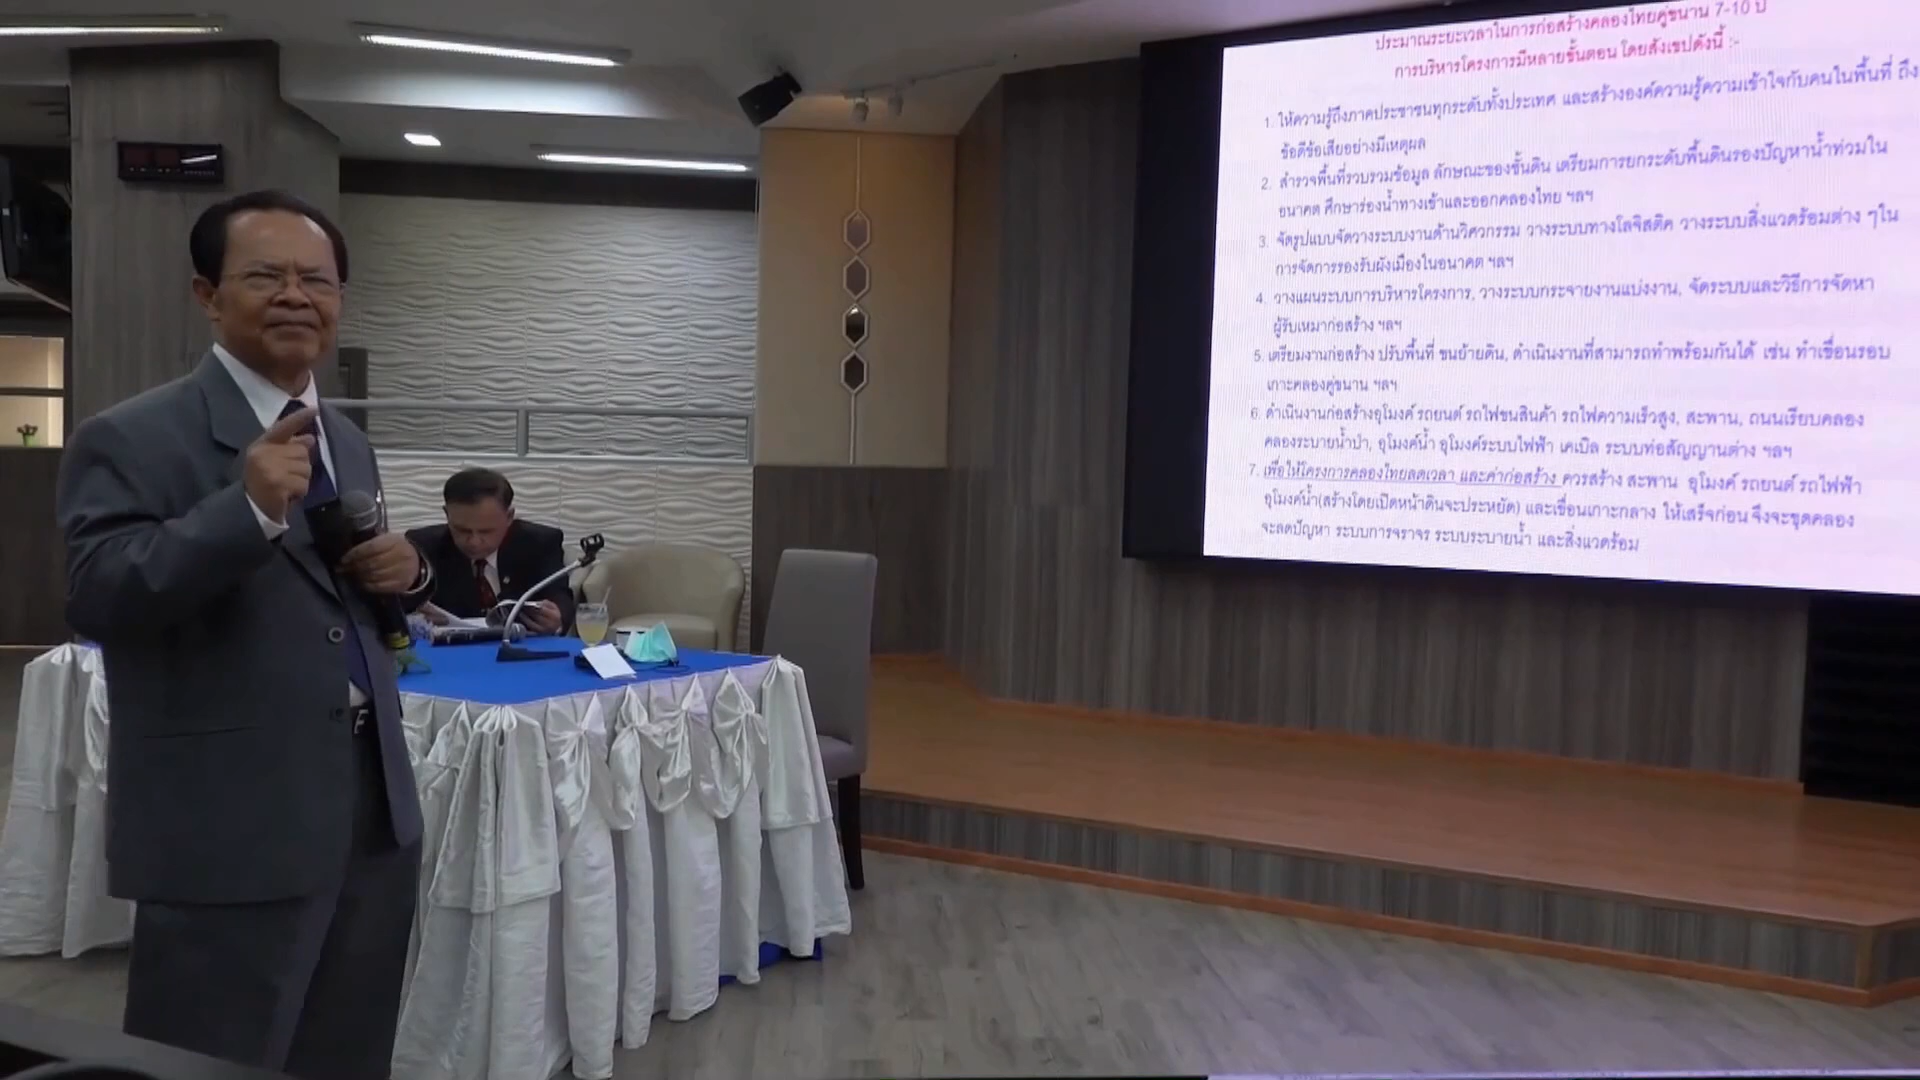 ประมาณระยะเวลาในการก่อสร้างคลองไทยคู่ขนาน 7-10 ปี
การบริหารโครงการมีหลายขั้นตอน โดยสังเขปดังนี้ :-
1. ให้ความรู้ถึงภาคประชาชนทุกระดับทั้งประเทศ และสร้างองค์ความรู้ความเข้าใจกับคนในพื้นที่ ถึง
ข้อดีข้อเสียอย่างมีเหตุผล
2. สำรวจพื้นที่รวบรวมข้อมูล ลักษณะของชั้นดิน เตรียมการยกระดับพื้นดินรองปัญหาน้ำท่วมใน
อนาคต ศึกษาร่องน้ำทางเข้าและออกคลองไทย ฯลฯ
3. จัดรูปแบบจัดวางระบบงานด้านวิศวกรรม วางระบบทางโลจิสติค วางระบบสิ่งแวดร้อมต่าง ๆใน
การจัดการรองรับผังเมืองในอนาคต ฯลฯ
4. วางแผนระบบการบริหารโครงการ, วางระบบกระจายงานแบ่งงาน, จัดระบบและวิธีการจัดหา
ผู้รับเหมาก่อสร้าง ฯลฯ
5. เตรียมงานก่อสร้าง ปรับพื้นที่ ขนย้ายดิน, ดำเนินงานที่สามารถทำพร้อมกันได้ เช่น ทำเขื่อนรอบ
เกาะคลองคู่ขนาน ฯลฯ
6. ดำเนินงานก่อสร้างอุโมงค์ รถยนต์ รถไฟขนสินค้า รถไฟความเร็วสูง, สะพาน, ถนนเรียบคลอง
คลองระบายน้ำป่า, อุโมงค์น้ำ อุโมงค์ระบบไฟฟ้า เคเบิล ระบบท่อสัญญานต่าง ฯลฯ
7. เพื่อให้โครงการคลองไทยลดเวลา และค่าก่อสร้าง ควรสร้าง สะพาน อุโมงค์ รถยนต์ รถไฟฟ้า
อุโมงค์น้ำ(สร้างโดยเปิดหน้าดินจะประหยัด) และเขื่อนเกาะกลาง ให้เสร็จก่อน จึงจะขุดคลอง
จะลดปัญหา ระบบการจราจร ระบบระบายน้ำ และสิ่งแวดร้อม